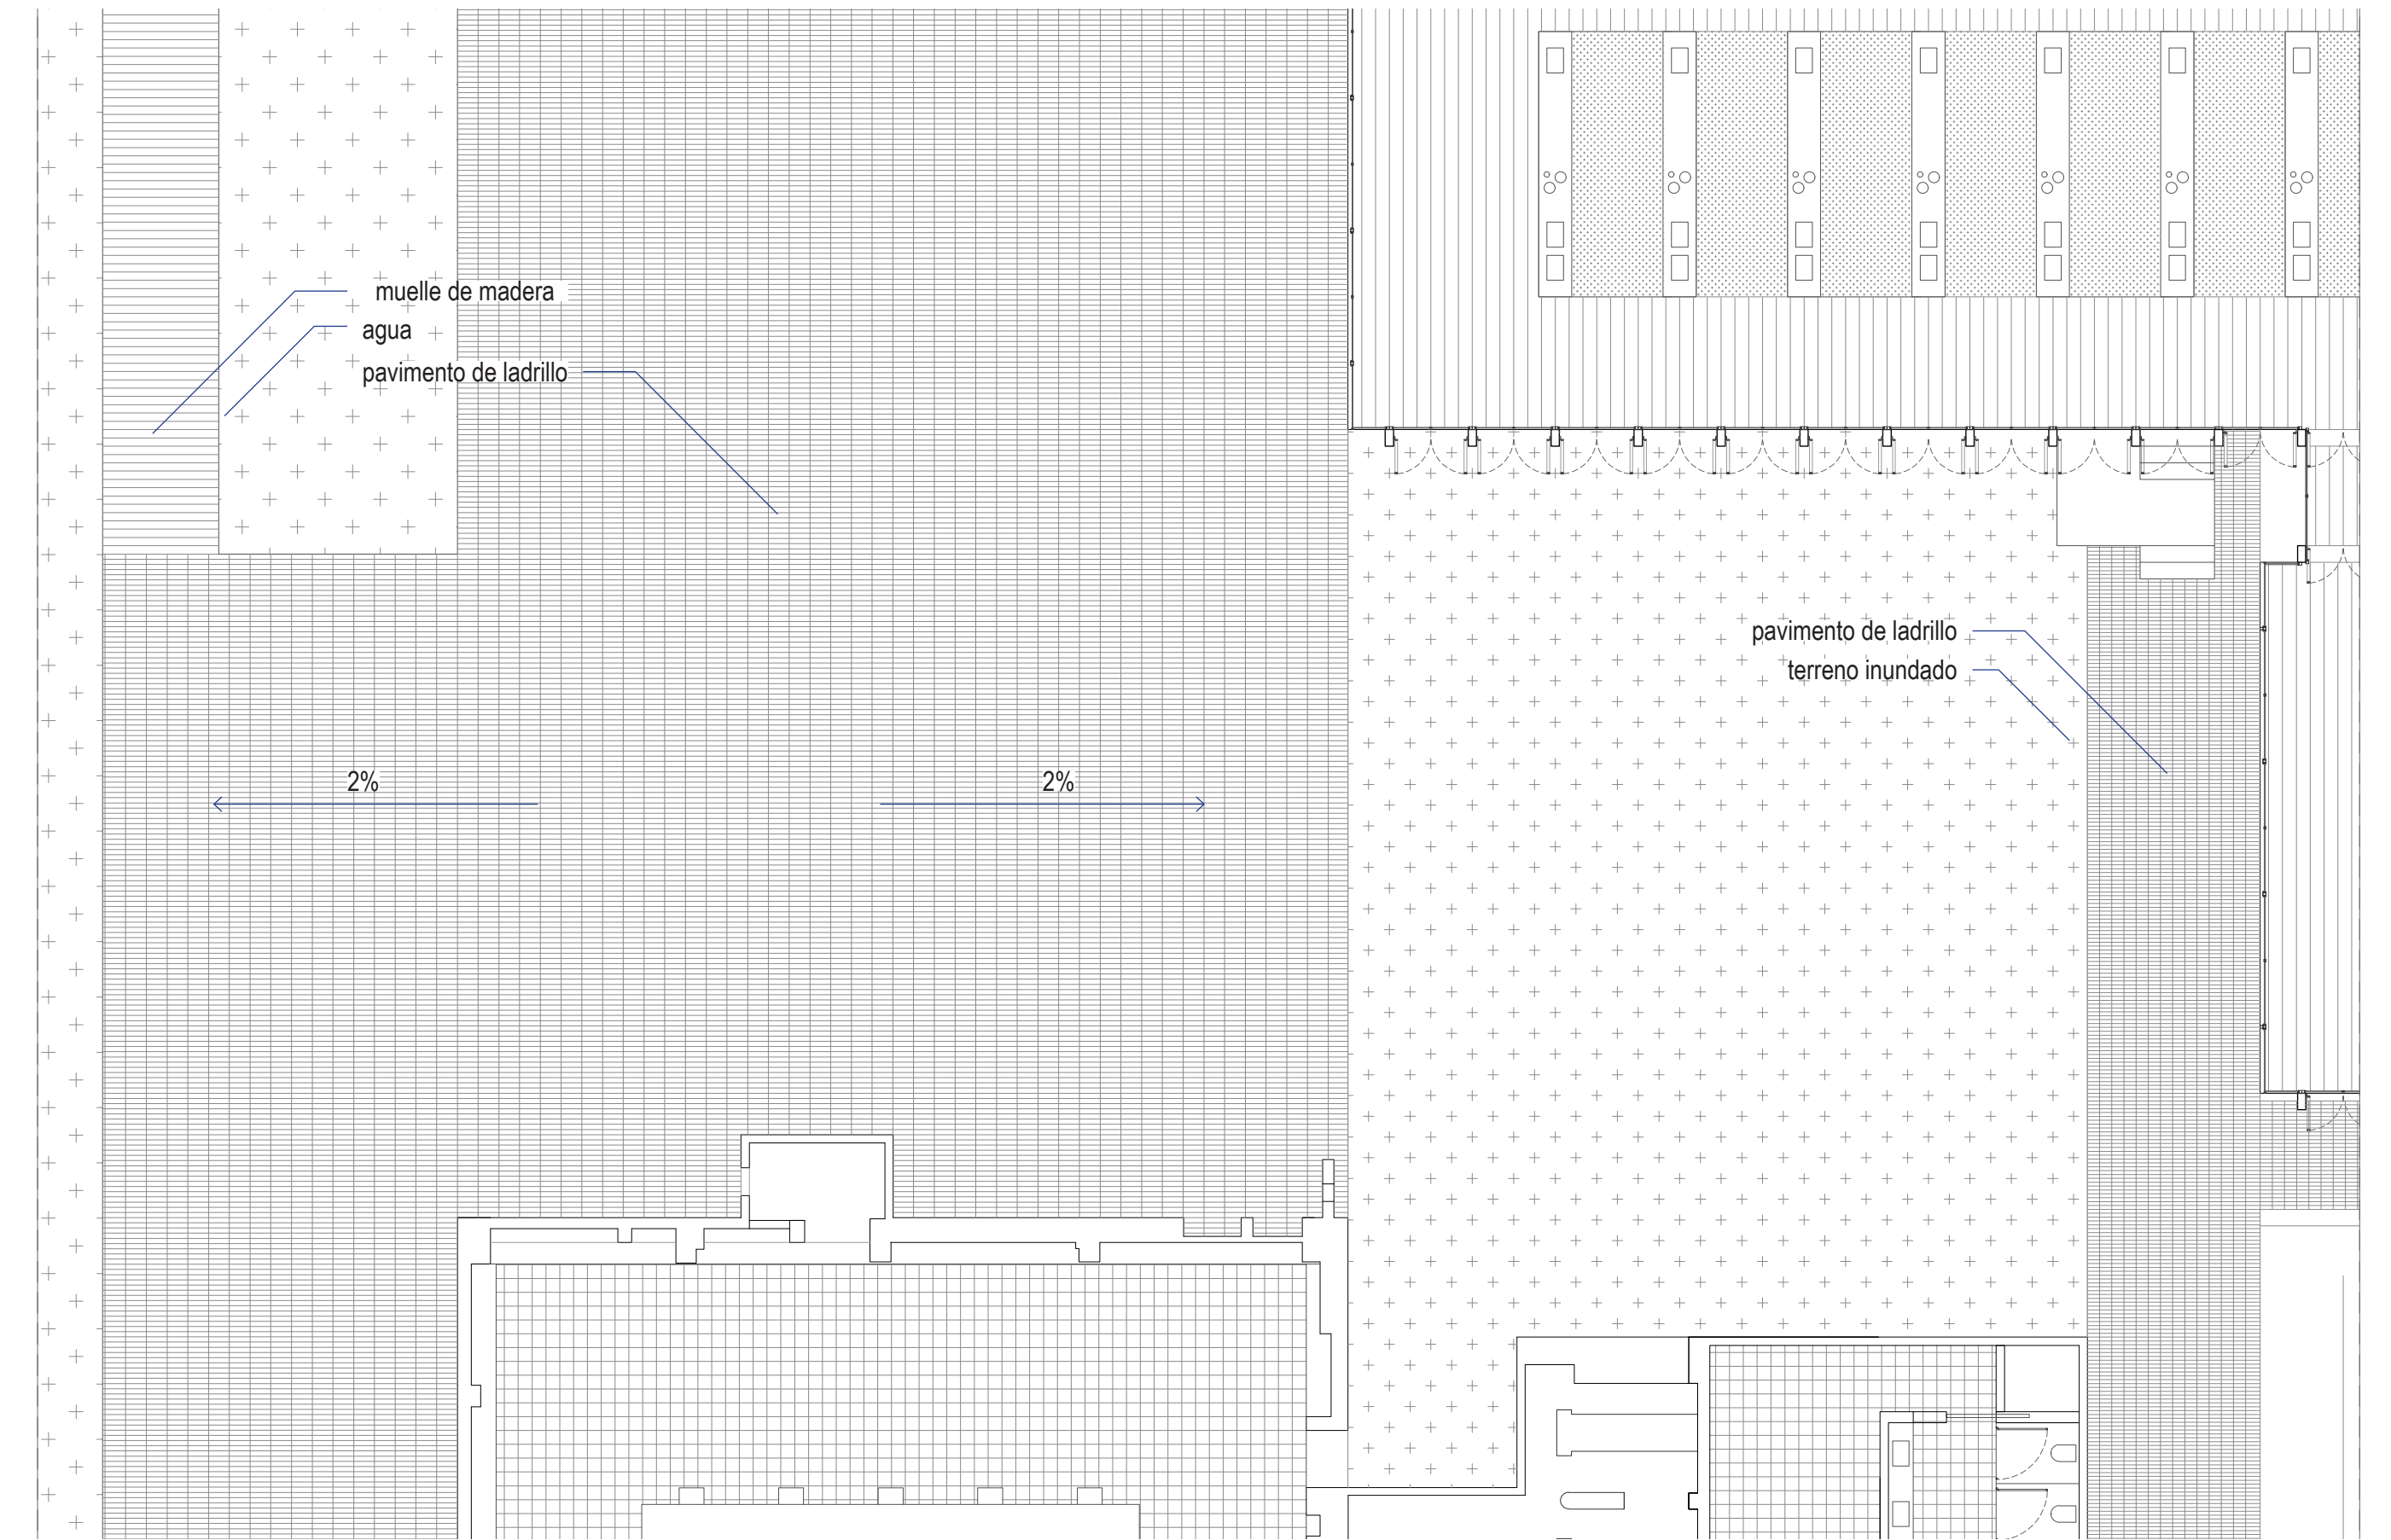 muelle de madera
agua
pavimento de ladrillo
pavimento de ladrillo
terreno inundado
2%
2%